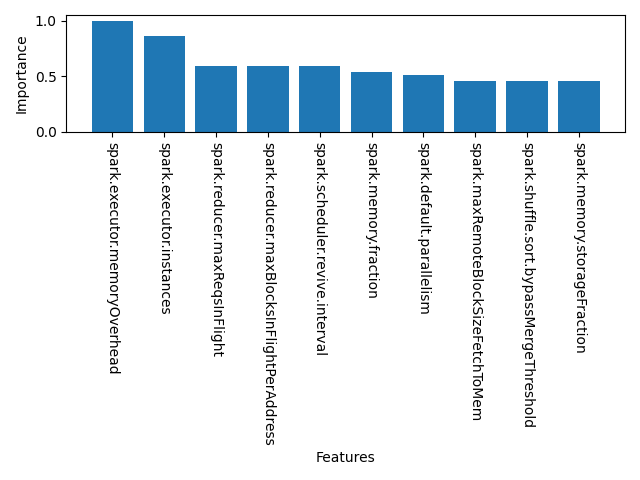 1.0
0.5
0.0
Importance
spark.executor.memoryOverhead
spark.executor.instances
spark.reducer.maxReqsInFlight
spark.reducer.maxBlocksInFlightPerAddress
spark.scheduler.revive.interval
spark.memory.fraction
spark.default.parallelism
spark.maxRemoteBlockSizeFetchToMem
spark.shuffle.sort.bypassMergeThreshold
spark.memory.storageFraction
Features